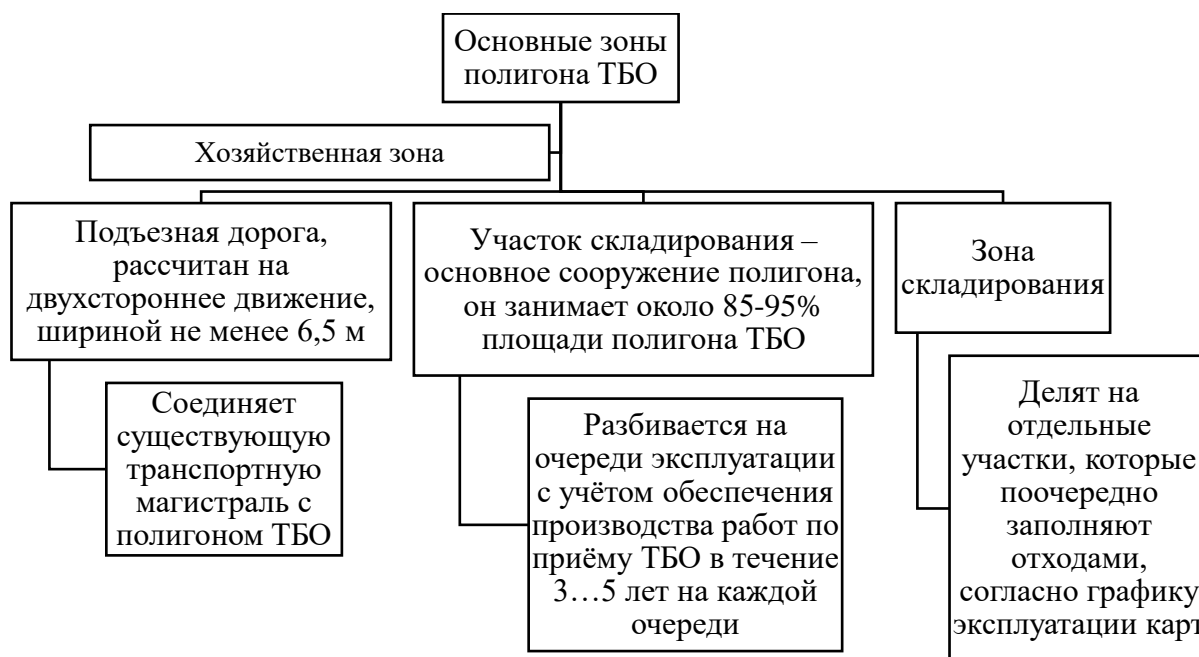 Основные зоны
полигона ТБО
Хозяйственная зона
Подъезная дорога,
рассчитан на
двухстороннее движение,
шириной не менее 6,5 м
Участок складирования –
основное сооружение полигона,
он занимает около 85-95%
площади полигона ТБО
Зона
складирования
Соединяет
существующую
транспортную
магистраль с
полигоном ТБО
Разбивается на
очереди эксплуатации
с учётом обеспечения
производства работ по
приёму ТБО в течение
3…5 лет на каждой
очереди
Делят на
отдельные
участки, которые
поочередно
заполняют
отходами,
согласно графику
эксплуатации карт